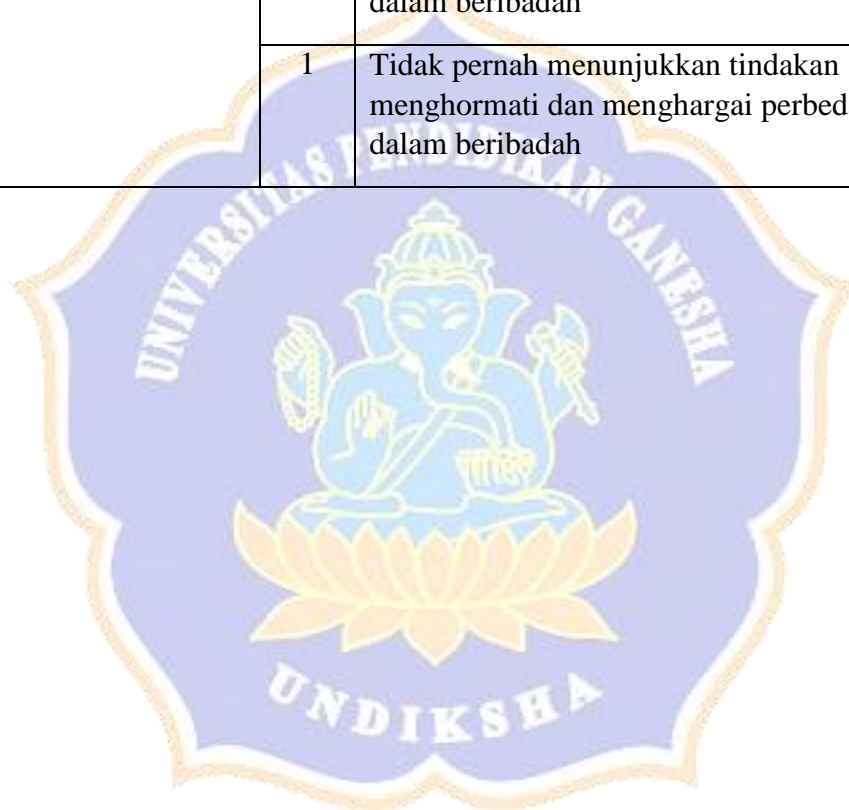 dalam beribadah
1 Tidak pernah menunjukkan tindakan
menghormati dan menghargai perbed
dalam beribadah
UNIVERSITAS PENDIDIKAN GANESHA
UNDIKSHA